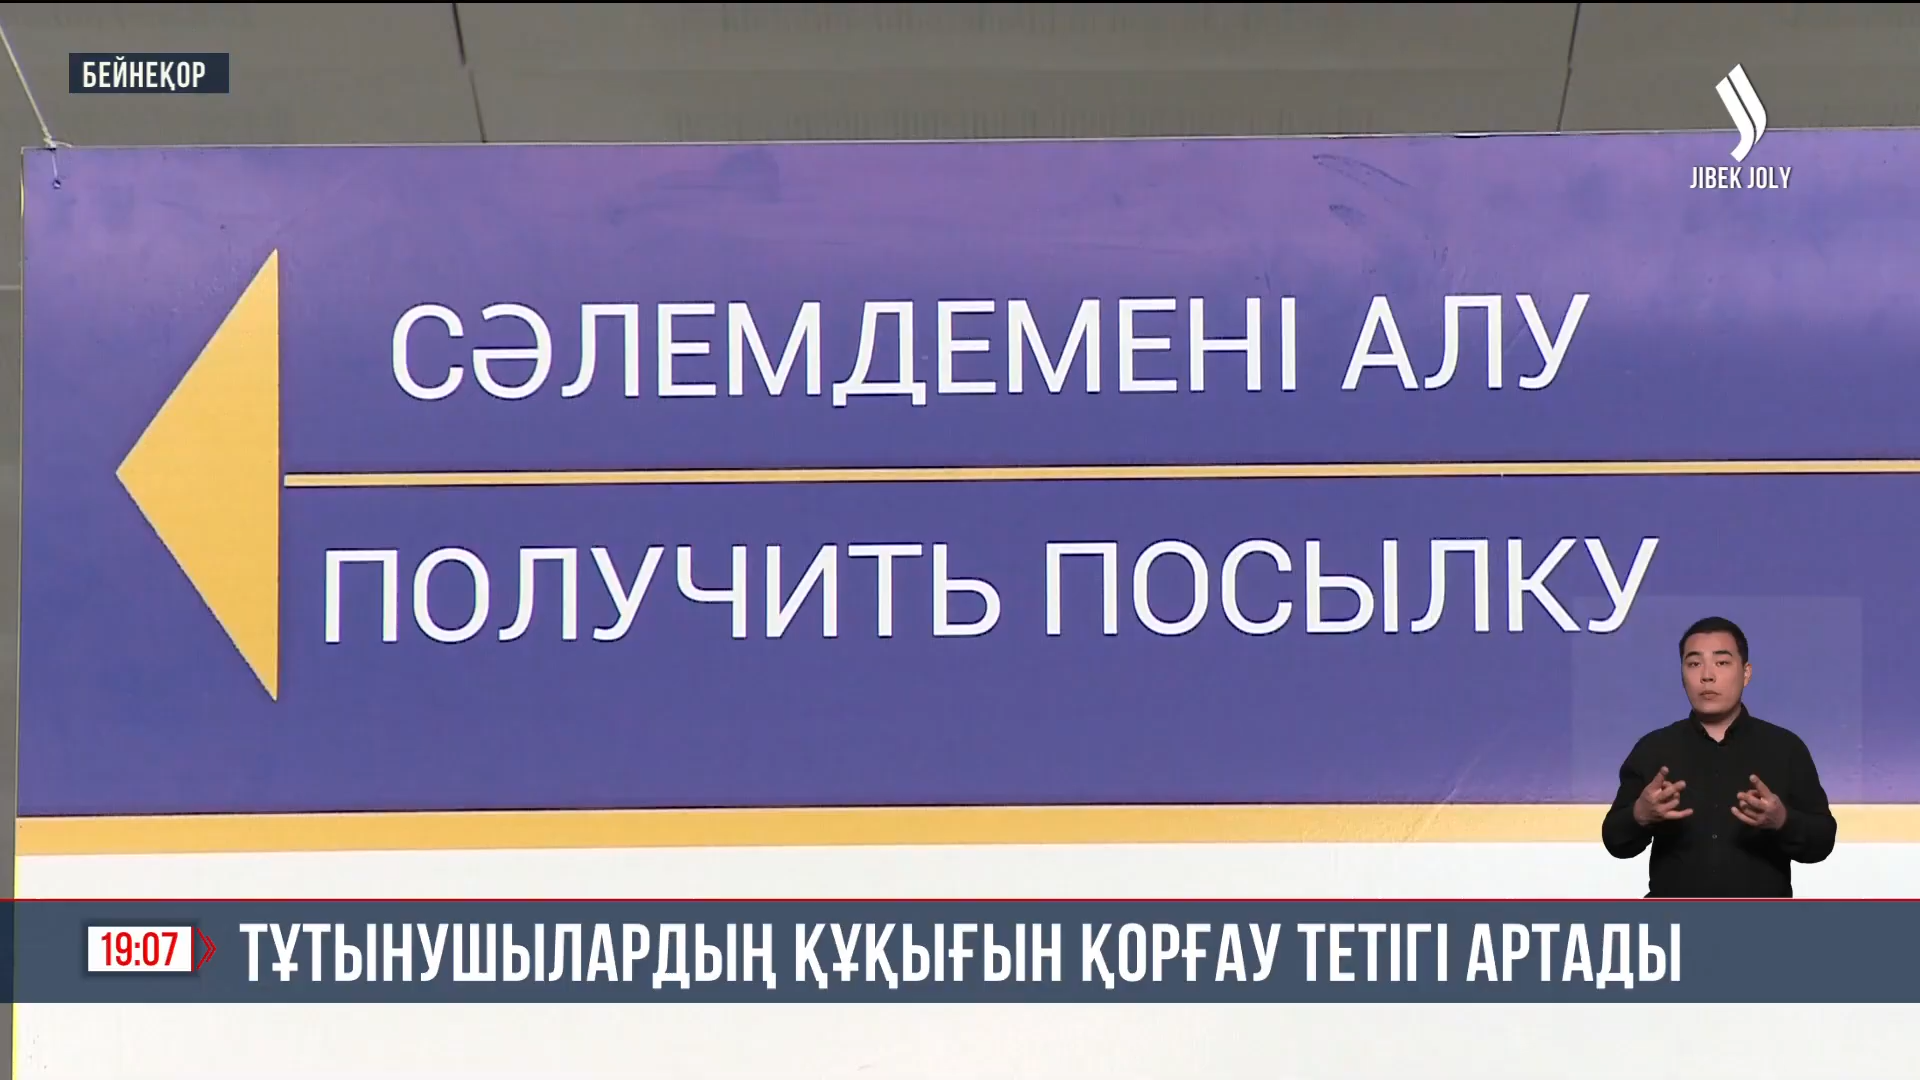 БЕЙНЕҚОР
JIBEK JOLY
СӘЛЕМДЕМЕНІ АЛУ
ПОЛУЧИТЬ ПОСЫЛКУ
19:07 ТҰТЫНУШЫЛАРДЫҢ ҚҰҚЫҒЫН ҚОРҒАУ ТЕТІГІ АРТАДЫ